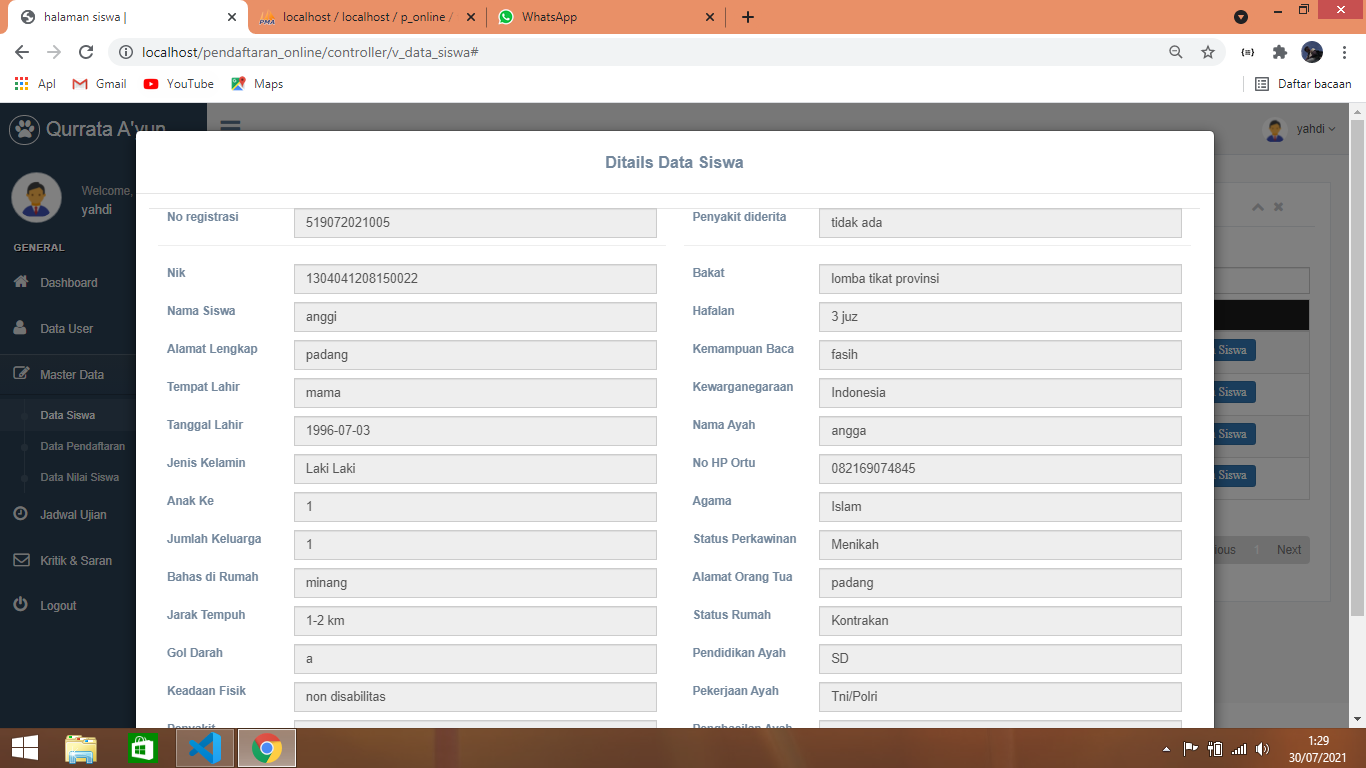 halaman siswa |
localhost / localhost / p_online /
WhatsApp
localhost/pendaftaran_online/controller/v_data_siswa#
Apl
Gmail
YouTube
Maps
Daftar bacaan
Qurrata A'yun
yahdi
Welcome,
yahdi
GENERAL
Dashboard
Data User
Master Data
Data Siswa
Data Pendaftaran
Data Nilai Siswa
Jadwal Ujian
Kritik & Saran
Logout
Ditails Data Siswa
No registrasi 519072021005
Nik 1304041208150022
Nama Siswa anggi
Alamat Lengkap padang
Tempat Lahir mama
Tanggal Lahir 1996-07-03
Jenis Kelamin Laki Laki
Anak Ke 1
Jumlah Keluarga 1
Bahas di Rumah minang
Jarak Tempuh 1-2 km
Gol Darah a
Keadaan Fisik non disabilitas
Penyakit
Penyakit diderita tidak ada
Bakat lomba tikat provinsi
Hafalan 3 juz
Kemampuan Baca fasih
Kewarganegaraan Indonesia
Nama Ayah angga
No HP Ortu 082169074845
Agama Islam
Status Perkawinan Menikah
Alamat Orang Tua padang
Status Rumah Kontrakan
Pendidikan Ayah SD
Pekerjaan Ayah Tni/Polri
Penghasilan Ayah
Siswa
Siswa
Siswa
Siswa
ious 1 Next
1:29
30/07/2021